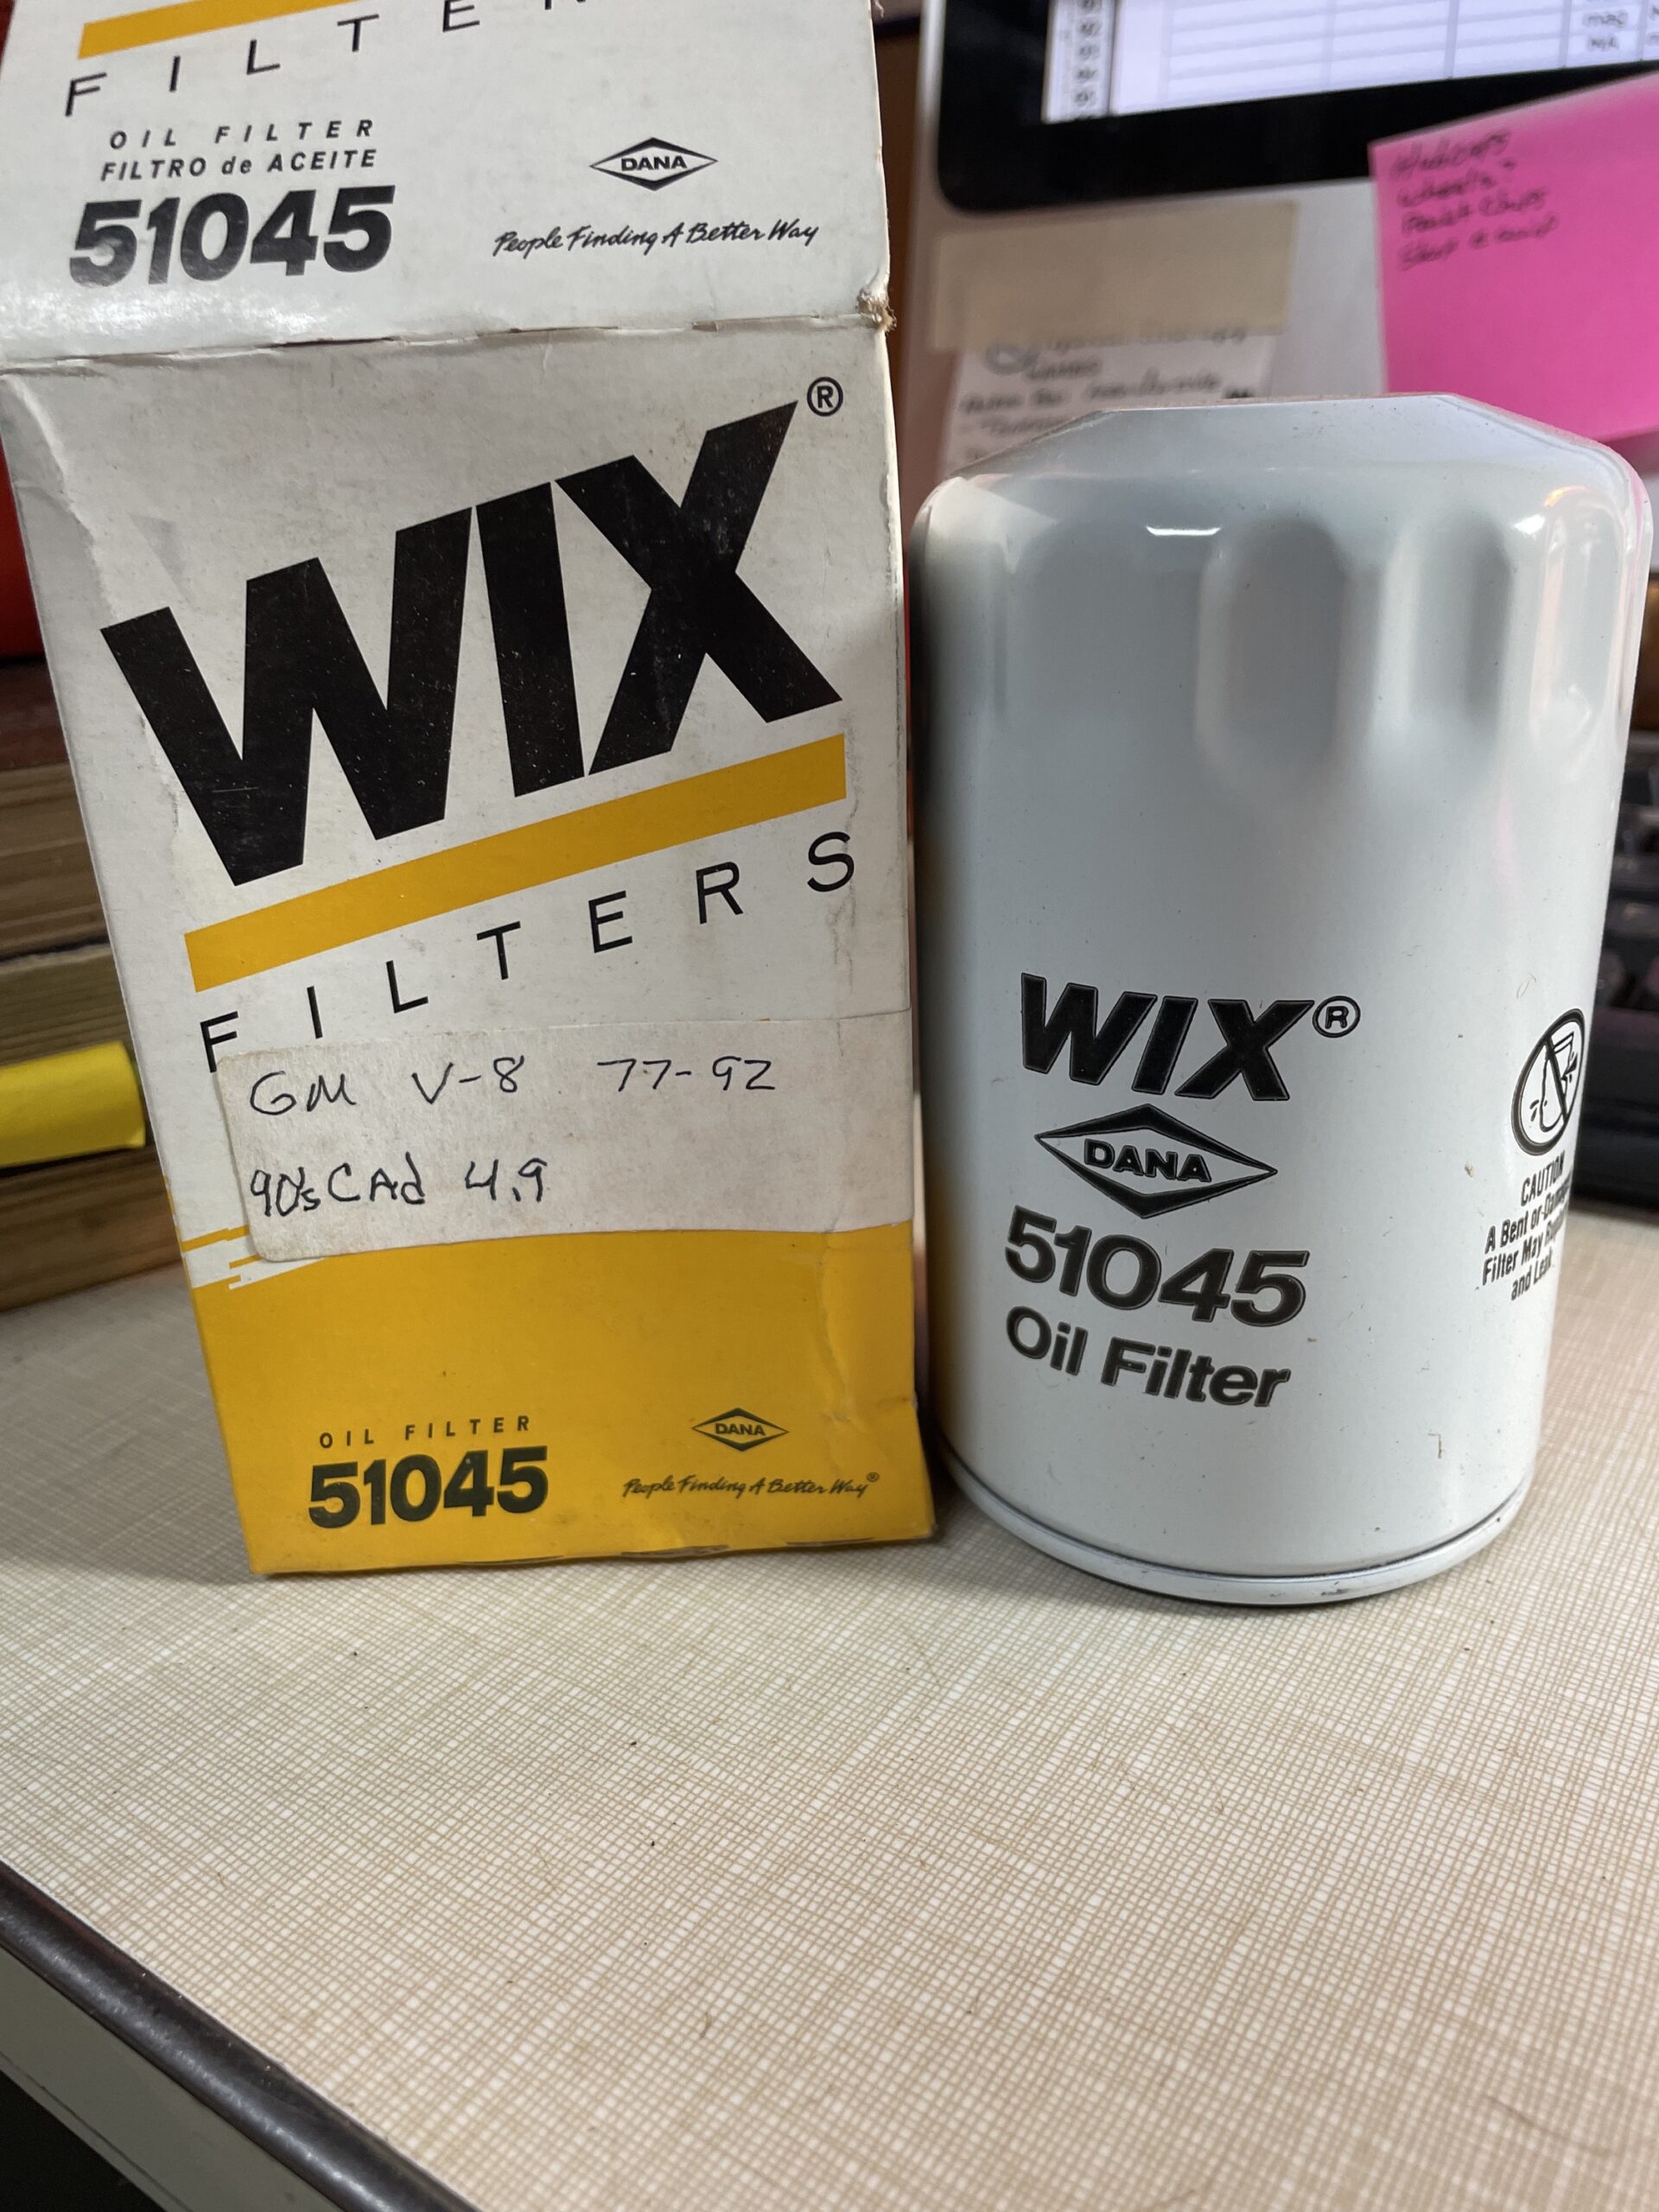 FILTER
OIL FILTER
FILTRO de ACEITE
51045
DANA
People Finding A Better Way
WIX®
FILTERS
GM V-8 77-92
90's CAd 4.9
OIL FILTER
51045
DANA
People Finding A Better Way®
WIX®
DANA
51045
Oil Filter
CAUTION
A Bent or
Filter May
and Leak
mag
NA